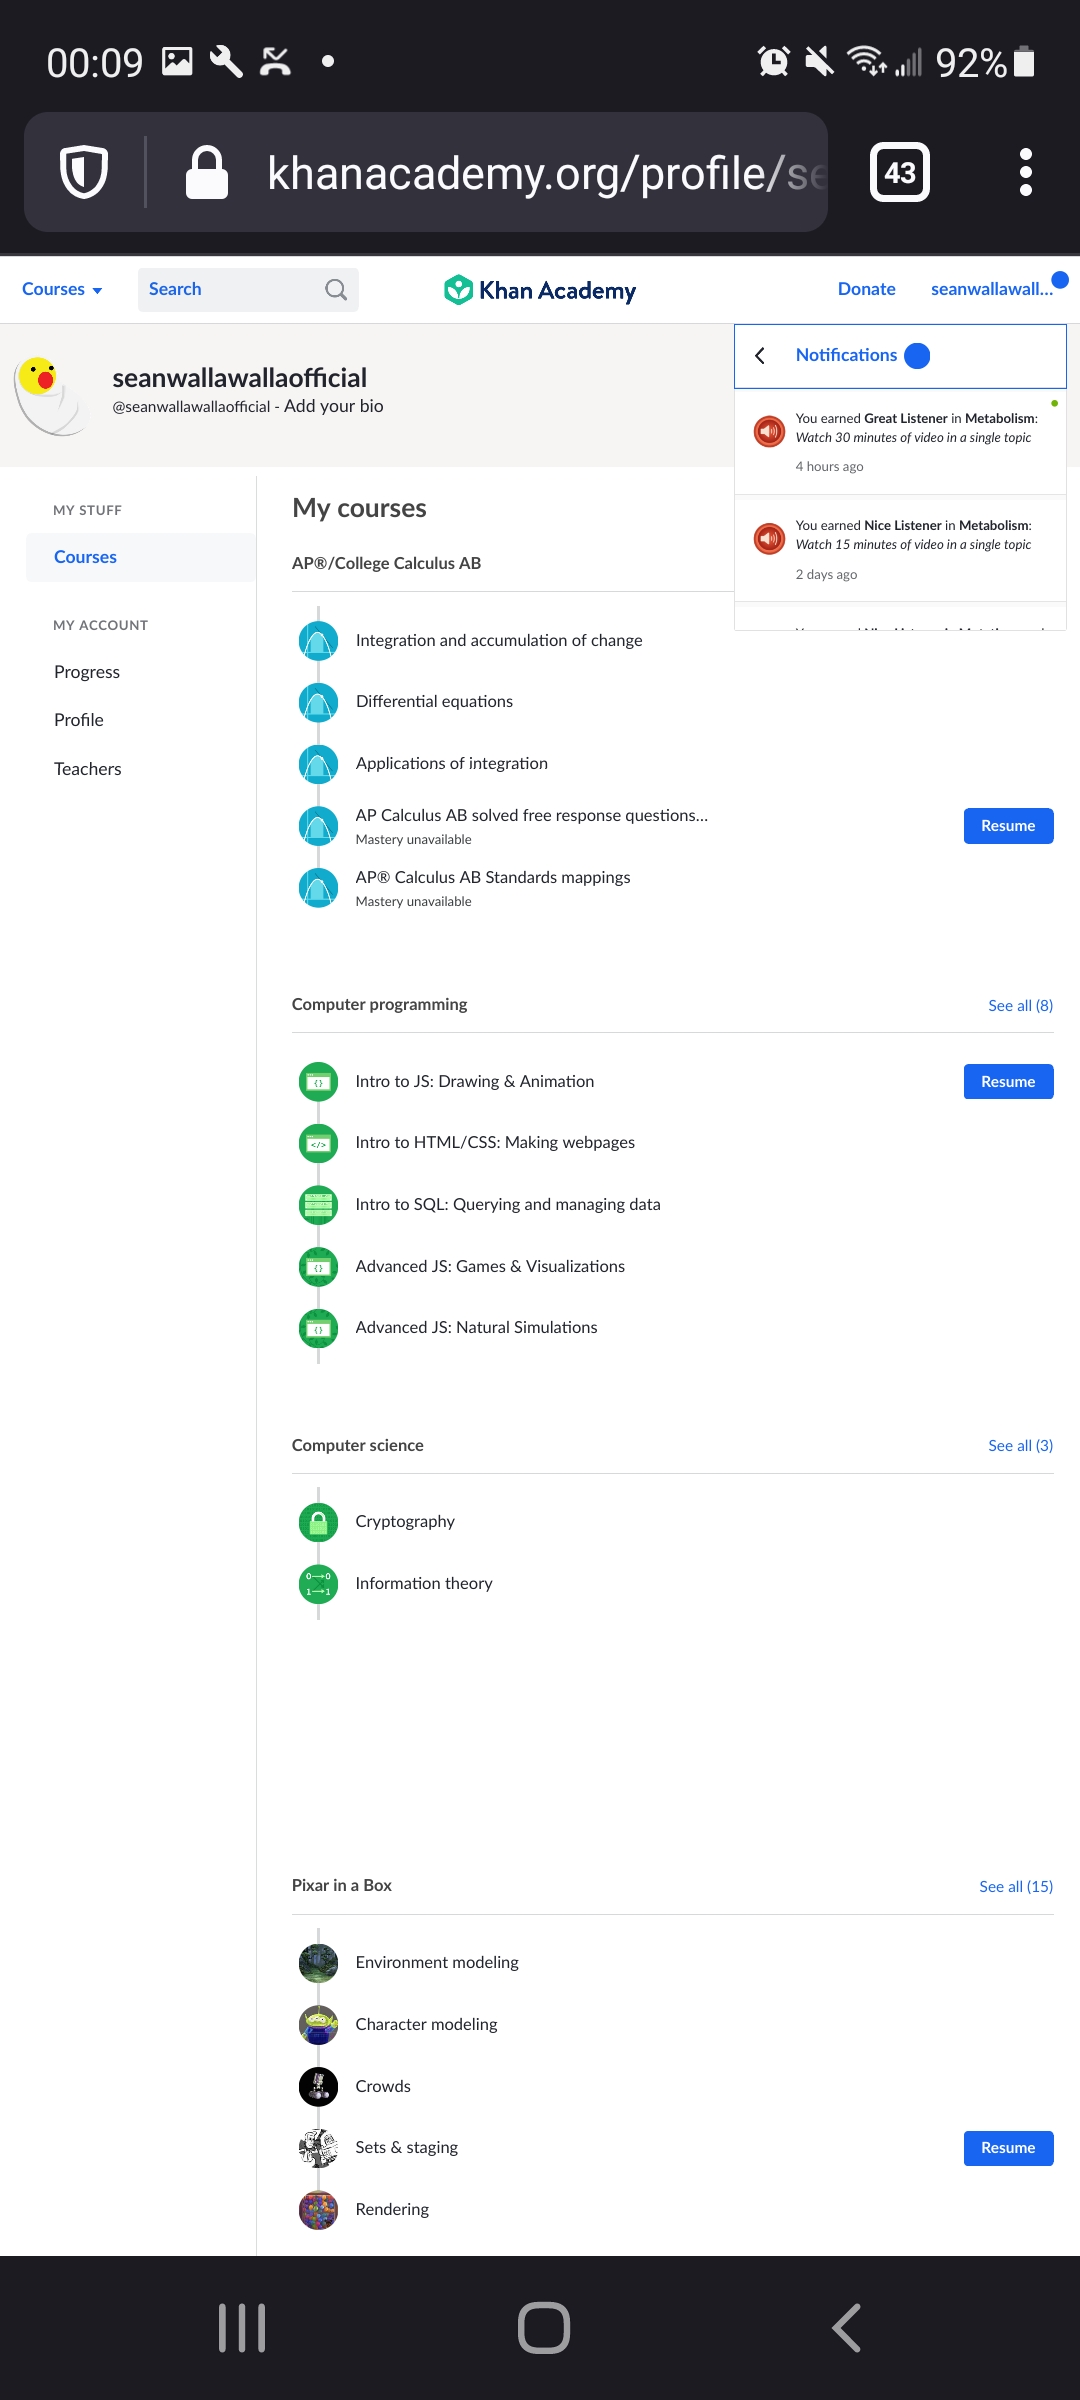 00:09
92%
khanacademy.org/profile/se
43
Courses
Search
Khan Academy
Donate
seanwallawall...
Notifications
seanwallawallaofficial
@seanwallawallaofficial - Add your bio
You earned Great Listener in Metabolism:
Watch 30 minutes of video in a single topic
4 hours ago
You earned Nice Listener in Metabolism:
Watch 15 minutes of video in a single topic
2 days ago
MY STUFF
Courses
MY ACCOUNT
Progress
Profile
Teachers
My courses
AP®/College Calculus AB
Integration and accumulation of change
Differential equations
Applications of integration
AP Calculus AB solved free response questions...
Mastery unavailable
Resume
AP® Calculus AB Standards mappings
Mastery unavailable
Computer programming
See all (8)
Intro to JS: Drawing & Animation
Resume
Intro to HTML/CSS: Making webpages
Intro to SQL: Querying and managing data
Advanced JS: Games & Visualizations
Advanced JS: Natural Simulations
Computer science
See all (3)
Cryptography
Information theory
Pixar in a Box
See all (15)
Environment modeling
Character modeling
Crowds
Sets & staging
Resume
Rendering